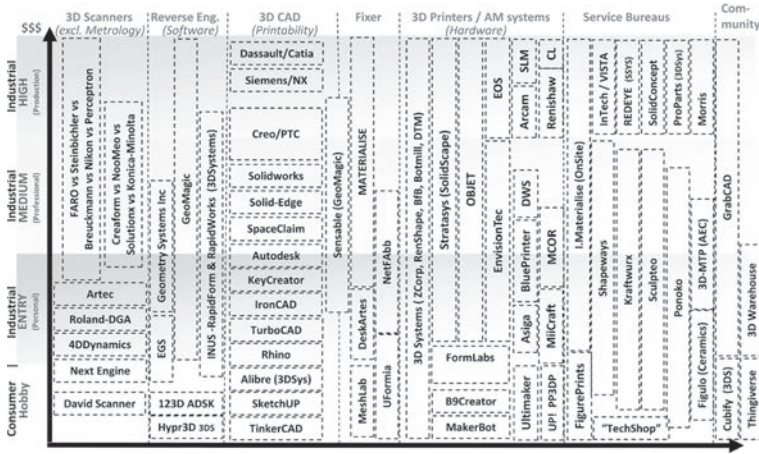 $$$
3D Scanners
(excl. Metrology)
Reverse Eng.
(Software)
3D CAD
(Printability)
Fixer
3D Printers / AM systems
(Hardware)
Service Bureaus
Com-
munity
Industrial
HIGH
(Production)
Industrial
MEDIUM
(Professional)
Industrial
ENTRY
(Personal)
Consumer I
Hobby
FARO vs Steinbichler vs
Breuckmann vs Nikon vs Perceptron
Creaform vs NooMeo vs
Solutionx vs Konica-Minolta
Artec
Roland-DGA
4DDynamics
Next Engine
David Scanner
Geometry Systems Inc
EGS
GeoMagic
INUS -RapidForm & RapidWorks (3DSystems)
123D ADSK
Hypr3D 3DS
Dassault/Catia
Siemens/NX
Creo/PTC
Solidworks
Solid-Edge
SpaceClaim
Autodesk
KeyCreator
IronCAD
TurboCAD
Rhino
Alibre (3DSys)
SketchUP
TinkerCAD
Sensable (GeoMagic)
MATERIALISE
DeskArtes
MeshLab
NetFAbb
UFormia
3D Systems ( ZCorp, RenShape, BfB, Botmill, DTM)
Stratasys (SolidScape)
OBJET
EOS
EnvisionTec
FormLabs
B9Creator
MakerBot
SLM
Arcam
DWS
BluePrinter
Asiga
Ultimaker
CL
Renishaw
MCOR
MiiCraft
UP! PP3DP
I.Materialise (OnSite)
FigurePrints
InTech / VISTA
REDEYE (SSYS)
SolidConcept
ProParts (3DSys)
Morris
Shapeways
Kraftwurx
Sculpteo
Ponoko
3D-MTP (AEC)
Figulo (Ceramics)
"TechShop"
GrabCAD
Cubify (3DS)
3D Warehouse
Thingiverse